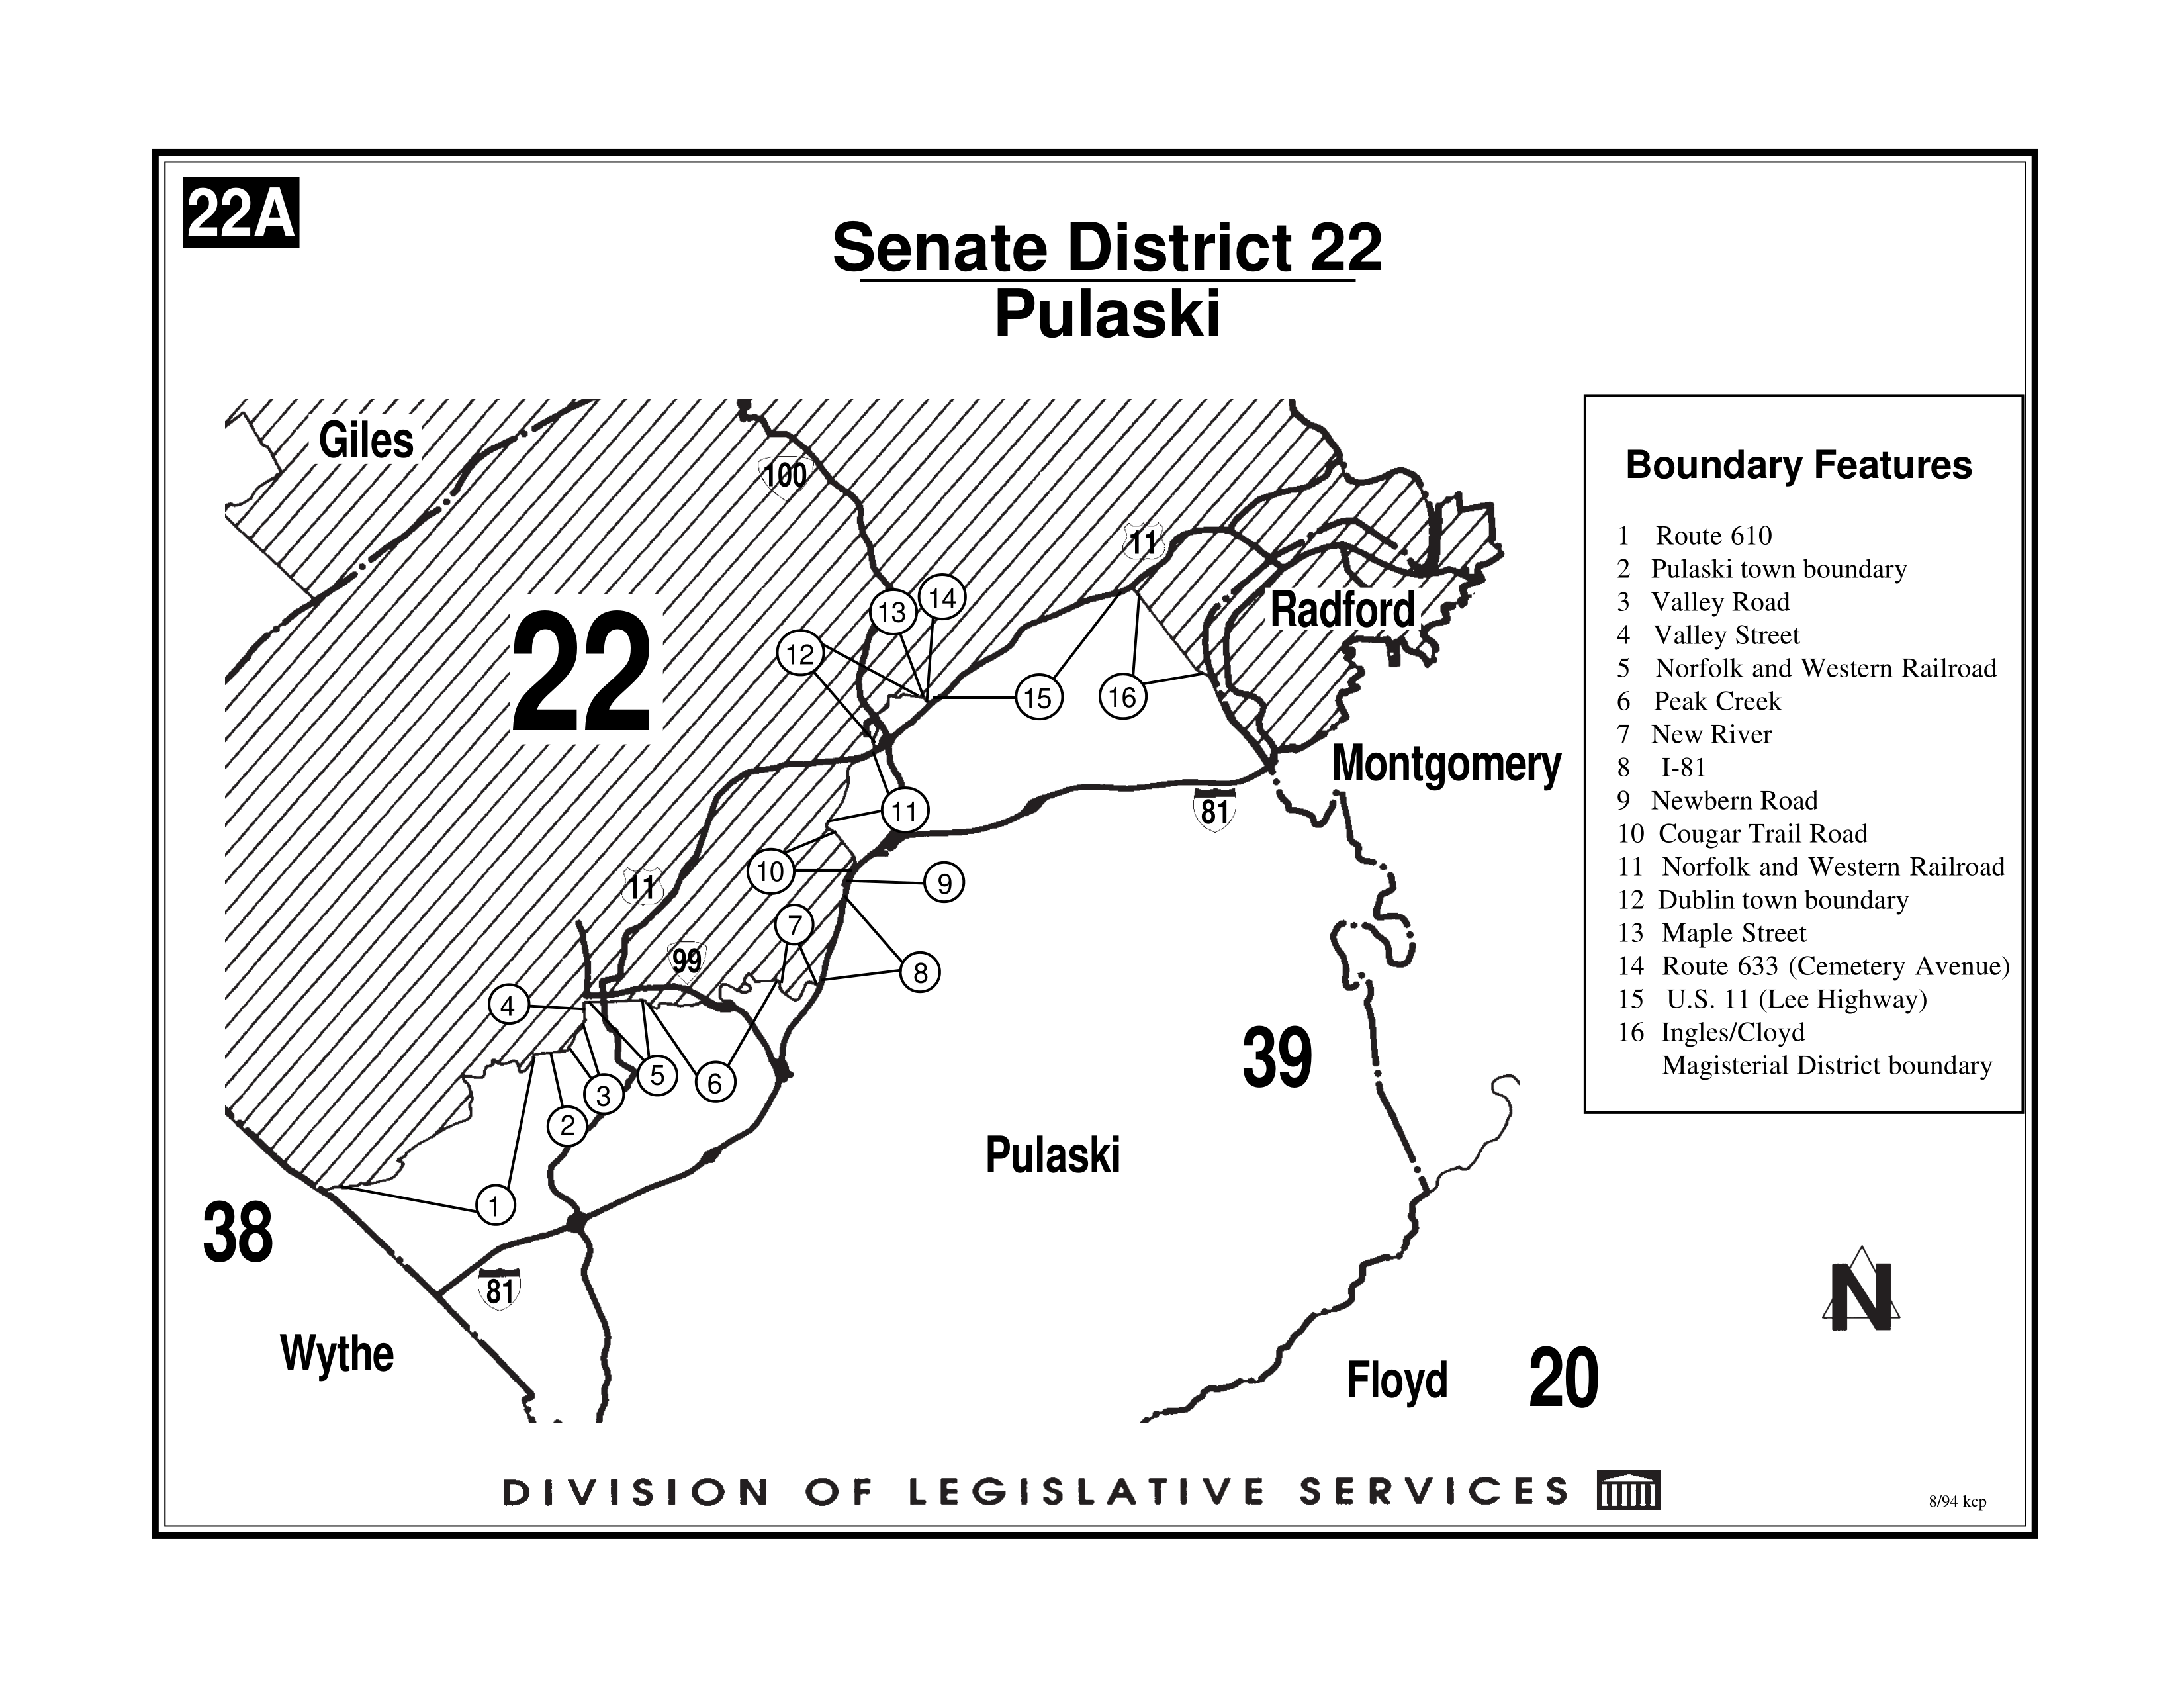 22A
Senate District 22
Pulaski
Giles
100
11
22
13
14
12
Radford
15
16
Montgomery
11
81
10
9
11
7
99
8
4
39
5
6
3
2
Pulaski
1
38
81
Wythe
Floyd
20
Boundary Features
1 Route 610
2 Pulaski town boundary
3 Valley Road
4 Valley Street
5 Norfolk and Western Railroad
6 Peak Creek
7 New River
8 I-81
9 Newbern Road
10 Cougar Trail Road
11 Norfolk and Western Railroad
12 Dublin town boundary
13 Maple Street
14 Route 633 (Cemetery Avenue)
15 U.S. 11 (Lee Highway)
16 Ingles/Cloyd
Magisterial District boundary
N
DIVISION OF LEGISLATIVE SERVICES
8/94 kcp